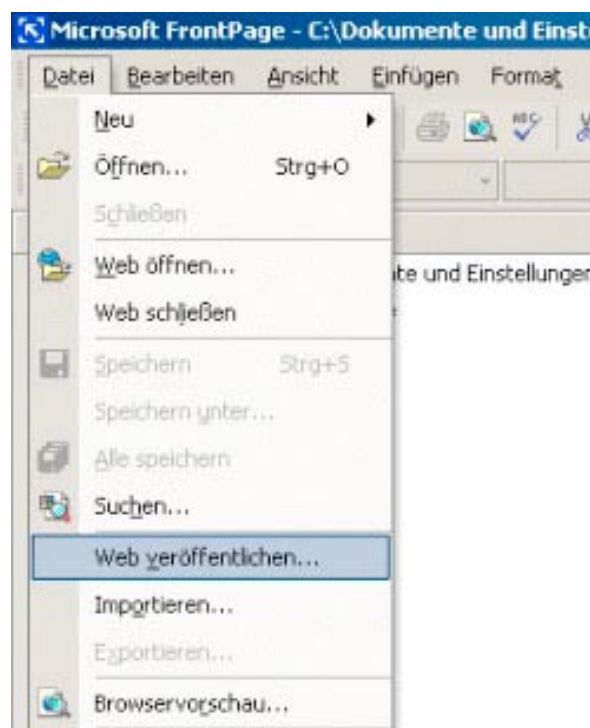 Microsoft FrontPage - C:\Dokumente und Einst
Datei Bearbeiten Ansicht Einfügen Format
Neu
Öffnen... Strg+O
Schließen
Web öffnen...
te und Einstellungen
Web schließen
Speichern Strg+S
Speichern unter...
Alle speichern
Suchen...
Web veröffentlichen...
Importieren...
Exportieren...
Browservorschau...